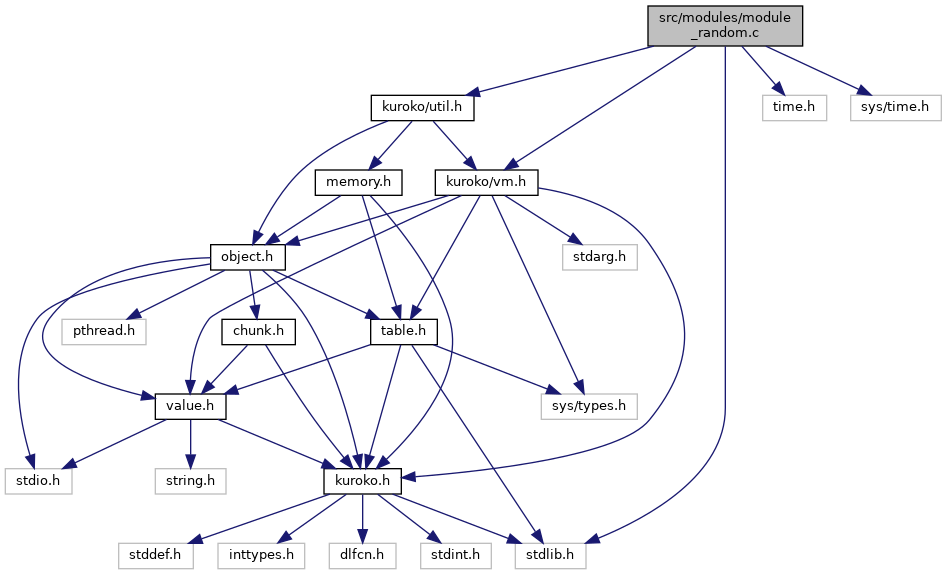 src/modules/module
_random.c
kuroko/util.h
time.h
sys/time.h
memory.h
kuroko/vm.h
object.h
stdarg.h
pthread.h
chunk.h
table.h
value.h
sys/types.h
stdio.h
string.h
kuroko.h
stddef.h
inttypes.h
dlfcn.h
stdint.h
stdlib.h